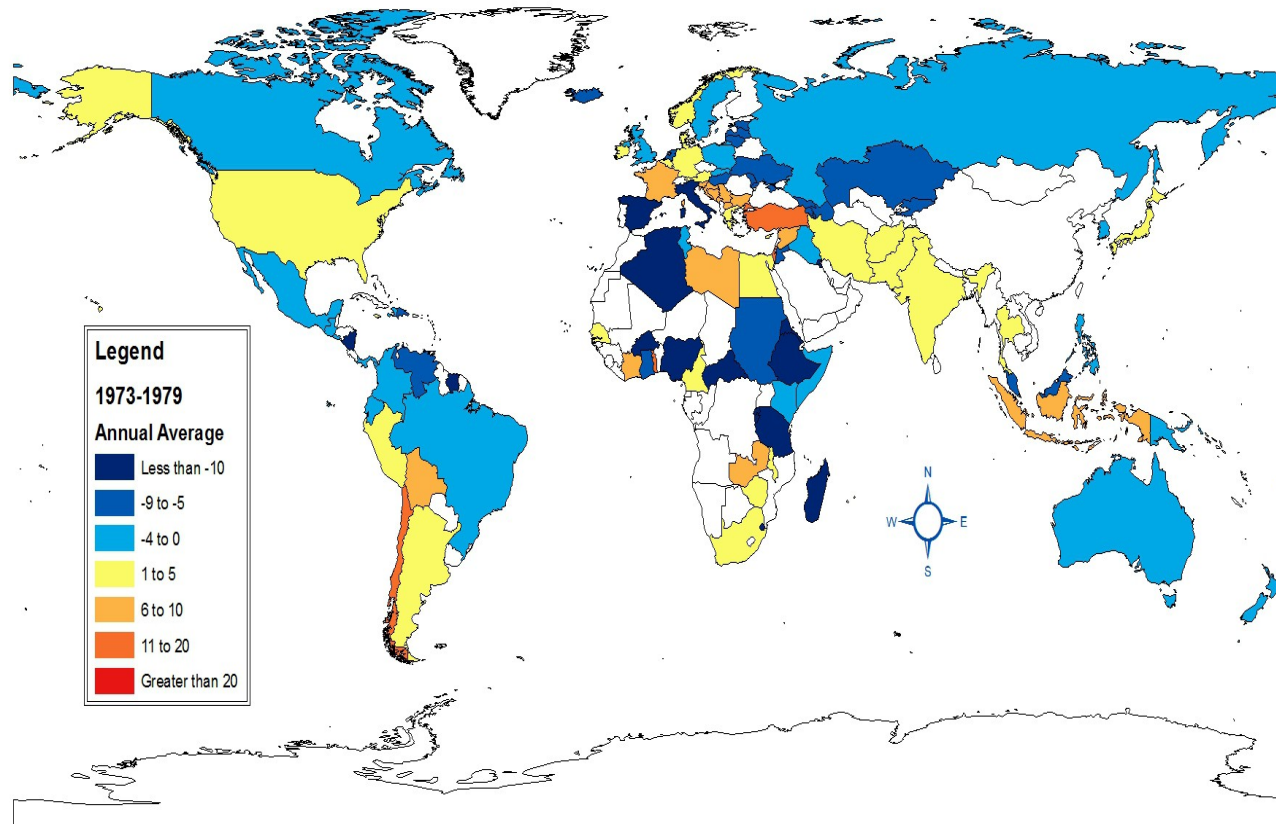 Legend
1973-1979
Annual Average
Less than -10
-9 to -5
-4 to 0
1 to 5
6 to 10
11 to 20
Greater than 20
N
W E
S